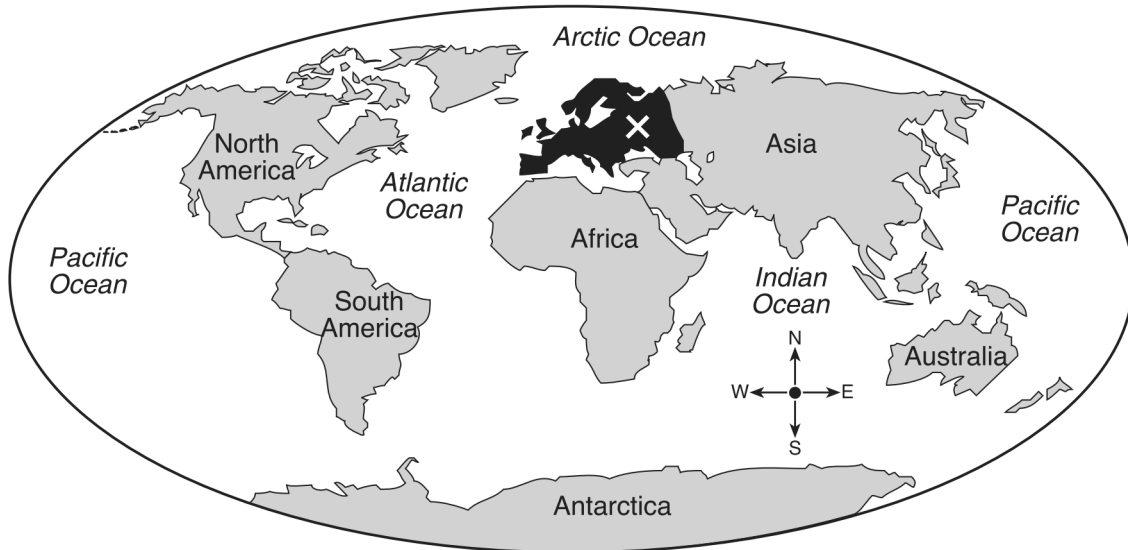 Arctic Ocean
North
America
Atlantic
Ocean
Asia
Pacific
Ocean
Africa
Pacific
Ocean
Indian
Ocean
South
America
N
W
E
S
Australia
Antarctica